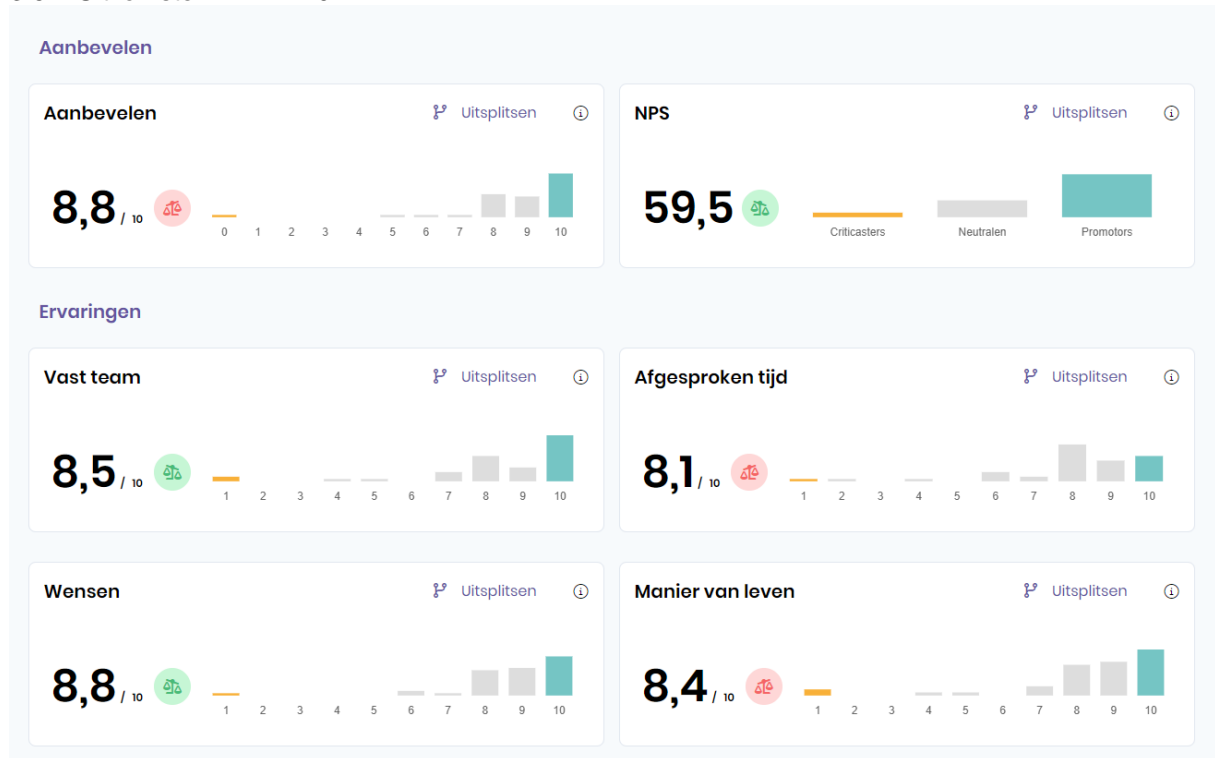 Aanbevelen
Aanbevelen Uitsplitsen
8,8 / 10
0 1 2 3 4 5 6 7 8 9 10
NPS Uitsplitsen
59,5
Criticasters Neutralen Promotors
Ervaringen
Vast team Uitsplitsen
8,5 / 10
1 2 3 4 5 6 7 8 9 10
Afgesproken tijd Uitsplitsen
8,1 / 10
1 2 3 4 5 6 7 8 9 10
Wensen Uitsplitsen
8,8 / 10
1 2 3 4 5 6 7 8 9 10
Manier van leven Uitsplitsen
8,4 / 10
1 2 3 4 5 6 7 8 9 10